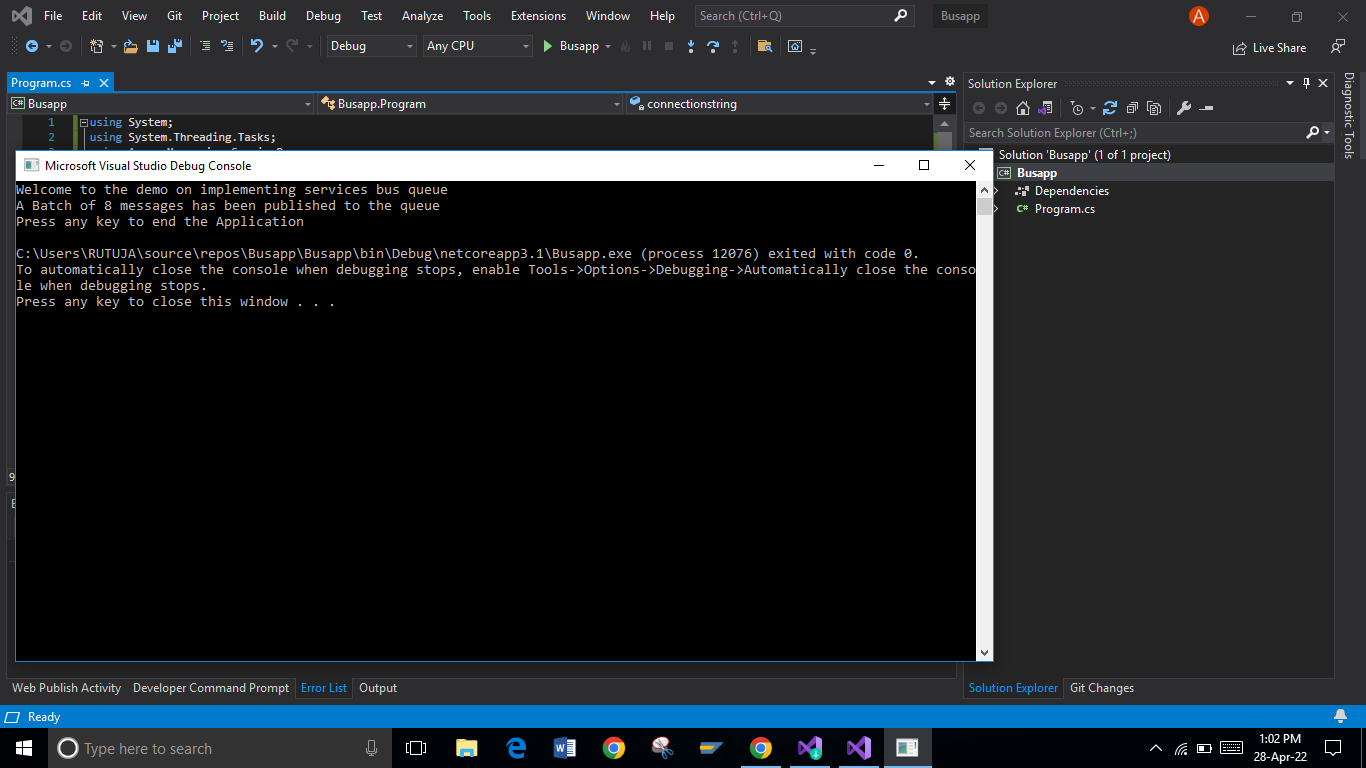 File Edit View Git Project Build Debug Test Analyze Tools Extensions Window Help Search (Ctrl+Q) Busapp A
Debug Any CPU Busapp Live Share
Program.cs
Busapp Busapp.Program connectionstring
1 using System;
2 using System.Threading.Tasks;
Microsoft Visual Studio Debug Console
Welcome to the demo on implementing services bus queue
A Batch of 8 messages has been published to the queue
Press any key to end the Application
C:\Users\RUTUJA\source\repos\Busapp\Busapp\bin\Debug\netcoreapp3.1\Busapp.exe (process 12076) exited with code 0.
To automatically close the console when debugging stops, enable Tools->Options->Debugging->Automatically close the conso
le when debugging stops.
Press any key to close this window . . .
Solution Explorer
Search Solution Explorer (Ctrl+;)
Solution 'Busapp' (1 of 1 project)
C# Busapp
Dependencies
C# Program.cs
Diagnostic Tools
Web Publish Activity Developer Command Prompt Error List Output
Solution Explorer Git Changes
Ready
Type here to search
1:02 PM
28-Apr-22